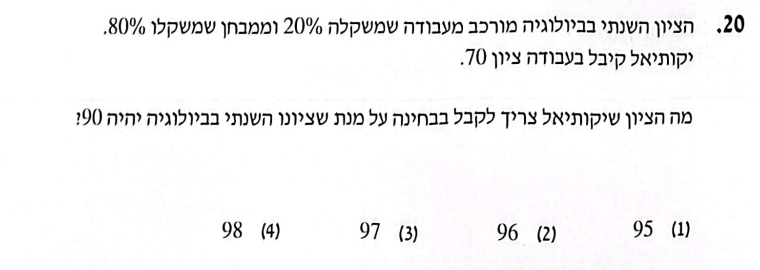 20. הציון השנתי בביולוגיה מורכב מעבודה שמשקלה 20% וממבחן שמשקלו 80%.
יקותיאל קיבל בעבודה ציון 70.
מה הציון שיקותיאל צריך לקבל בבחינה על מנת שציונו השנתי בביולוגיה יהיה 90?
(1) 95 (2) 96 (3) 97 (4) 98